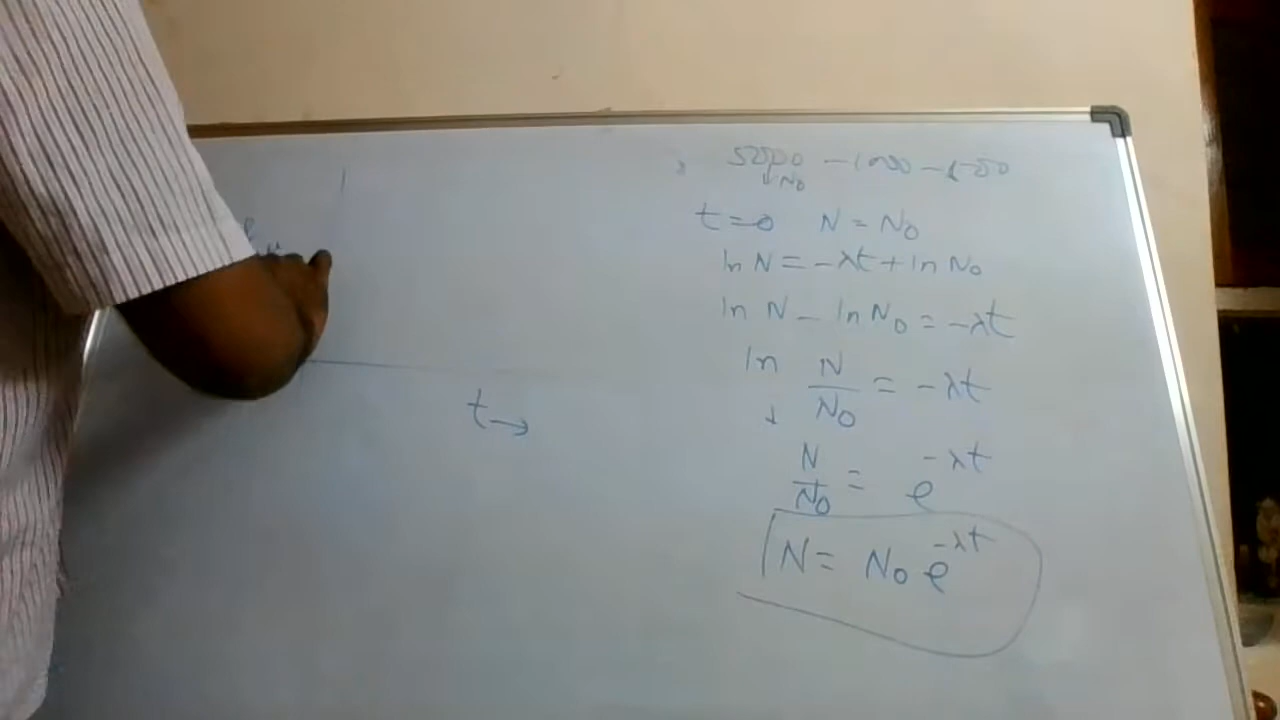 5000 - 1000 - 500
↓ N₀
t = 0 N = N₀
ln N = -λt + ln N₀
ln N - ln N₀ = -λt
ln N/N₀ = -λt
↓
N/N₀ = e^-λt
N = N₀ e^-λt
t →